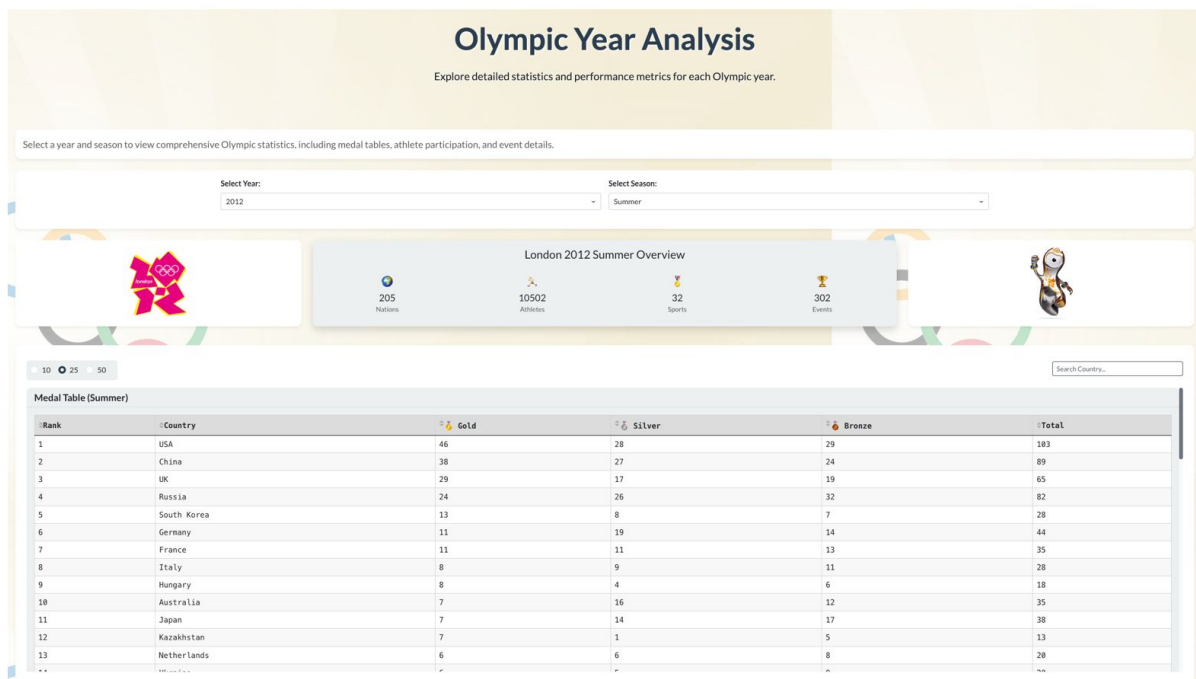 Olympic Year Analysis
Explore detailed statistics and performance metrics for each Olympic year.
Select a year and season to view comprehensive Olympic statistics, including medal tables, athlete participation, and event details.
Select Year: Select Season:
2012 Summer
london
London 2012 Summer Overview
205 10502 32 302
Nations Athletes Sports Events
10 25 50 Search Country...
Medal Table (Summer)
Rank Country Gold Silver Bronze Total
1 USA 46 28 29 103
2 China 38 27 24 89
3 UK 29 17 19 65
4 Russia 24 26 32 82
5 South Korea 13 8 7 28
6 Germany 11 19 14 44
7 France 11 11 13 35
8 Italy 8 9 11 28
9 Hungary 8 4 6 18
10 Australia 7 16 12 35
11 Japan 7 14 17 38
12 Kazakhstan 7 1 5 13
13 Netherlands 6 6 8 20